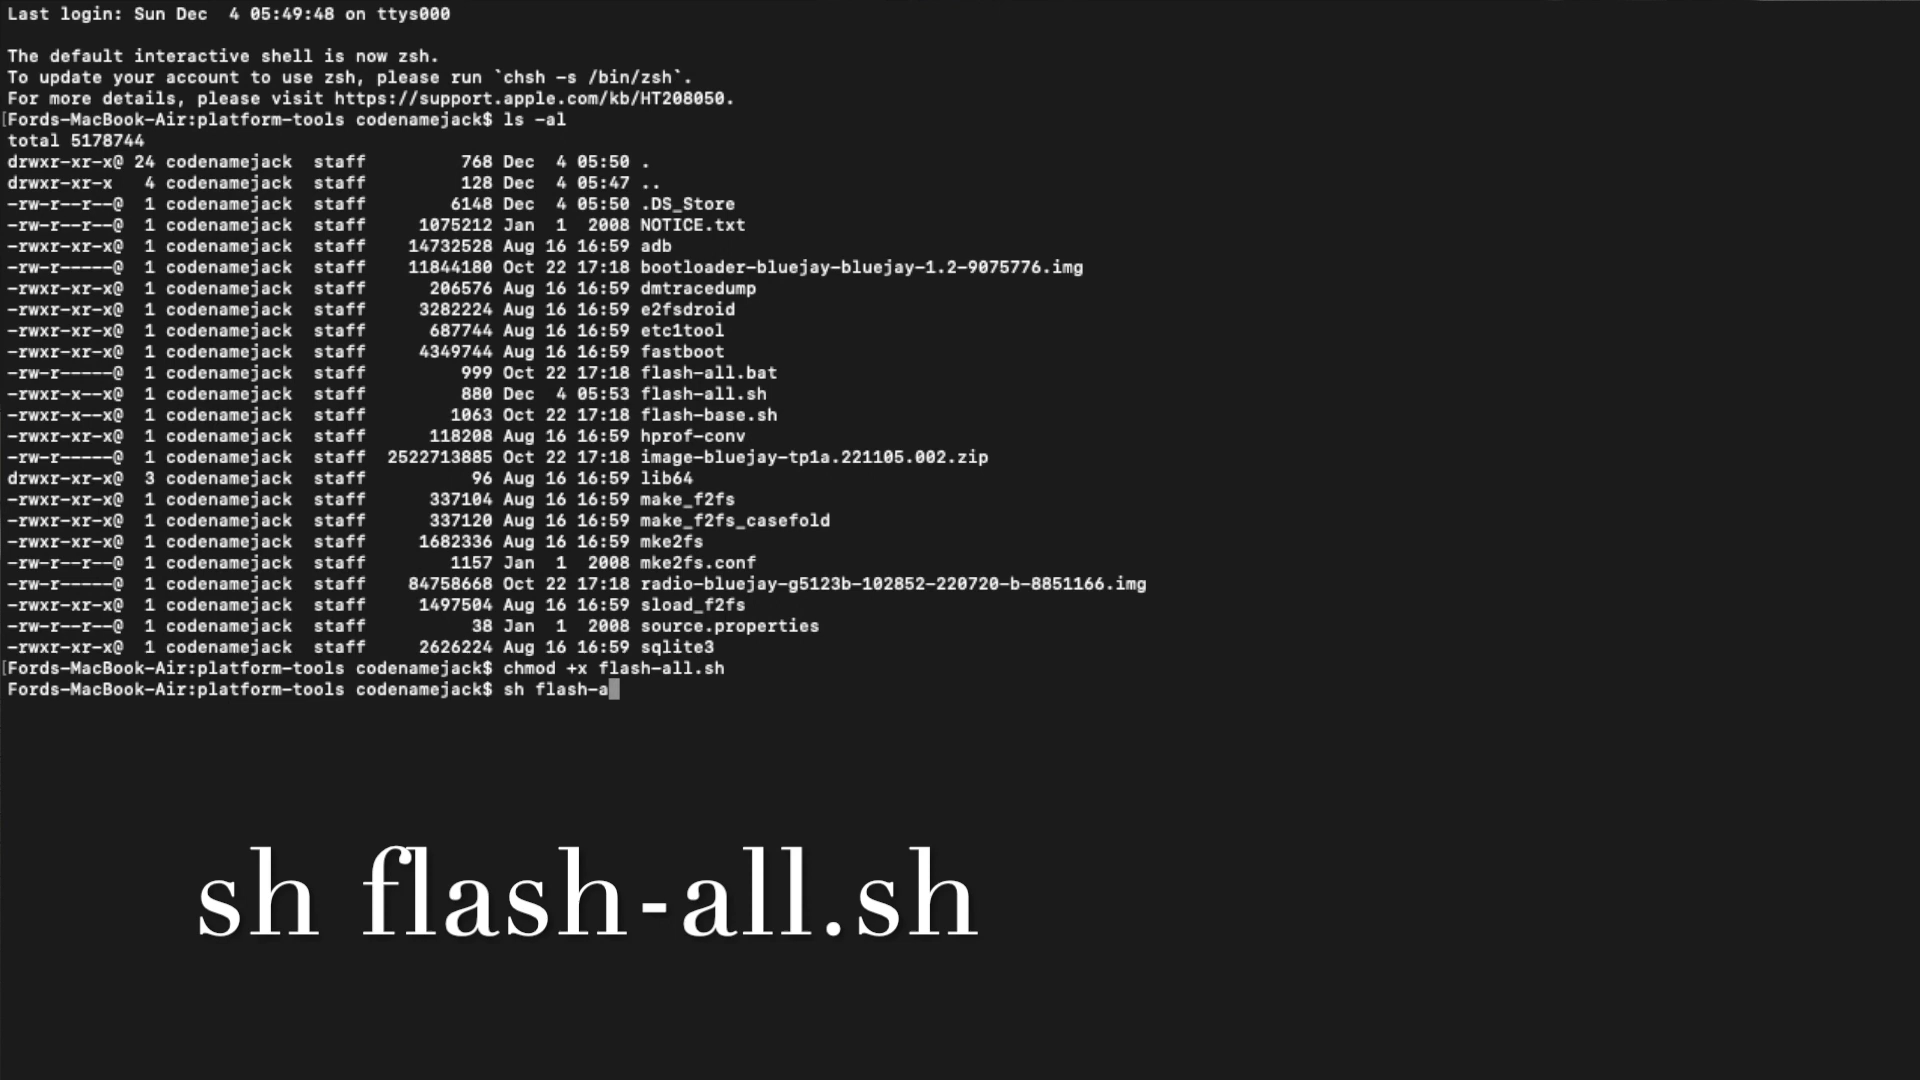 Last login: Sun Dec  4 05:49:48 on ttys000
The default interactive shell is now zsh.
To update your account to use zsh, please run `chsh -s /bin/zsh`.
For more details, please visit https://support.apple.com/kb/HT208050.
[Fords-MacBook-Air:platform-tools codenamejack$ ls -al
total 5178744
drwxr-xr-x@ 24 codenamejack  staff         768 Dec  4 05:50 .
drwxr-xr-x   4 codenamejack  staff         128 Dec  4 05:47 ..
-rw-r--r--@  1 codenamejack  staff        6148 Dec  4 05:50 .DS_Store
-rw-r--r--@  1 codenamejack  staff     1075212 Jan  1  2008 NOTICE.txt
-rwxr-xr-x@  1 codenamejack  staff    14732528 Aug 16 16:59 adb
-rw-r-----@  1 codenamejack  staff    11844180 Oct 22 17:18 bootloader-bluejay-bluejay-1.2-9075776.img
-rwxr-xr-x@  1 codenamejack  staff      206576 Aug 16 16:59 dmtracedump
-rwxr-xr-x@  1 codenamejack  staff     3282224 Aug 16 16:59 e2fsdroid
-rwxr-xr-x@  1 codenamejack  staff      687744 Aug 16 16:59 etc1tool
-rwxr-xr-x@  1 codenamejack  staff     4349744 Aug 16 16:59 fastboot
-rw-r-----@  1 codenamejack  staff         999 Oct 22 17:18 flash-all.bat
-rwxr-x--x@  1 codenamejack  staff         880 Dec  4 05:53 flash-all.sh
-rwxr-x--x@  1 codenamejack  staff        1063 Oct 22 17:18 flash-base.sh
-rwxr-xr-x@  1 codenamejack  staff      118208 Aug 16 16:59 hprof-conv
-rw-r-----@  1 codenamejack  staff  2522713885 Oct 22 17:18 image-bluejay-tp1a.221105.002.zip
drwxr-xr-x@  3 codenamejack  staff          96 Aug 16 16:59 lib64
-rwxr-xr-x@  1 codenamejack  staff      337104 Aug 16 16:59 make_f2fs
-rwxr-xr-x@  1 codenamejack  staff      337120 Aug 16 16:59 make_f2fs_casefold
-rwxr-xr-x@  1 codenamejack  staff     1682336 Aug 16 16:59 mke2fs
-rw-r--r--@  1 codenamejack  staff        1157 Jan  1  2008 mke2fs.conf
-rw-r-----@  1 codenamejack  staff    84758668 Oct 22 17:18 radio-bluejay-g5123b-102852-220720-b-8851166.img
-rwxr-xr-x@  1 codenamejack  staff     1497504 Aug 16 16:59 sload_f2fs
-rw-r--r--@  1 codenamejack  staff          38 Jan  1  2008 source.properties
-rwxr-xr-x@  1 codenamejack  staff     2626224 Aug 16 16:59 sqlite3
[Fords-MacBook-Air:platform-tools codenamejack$ chmod +x flash-all.sh
Fords-MacBook-Air:platform-tools codenamejack$ sh flash-a
sh flash-all.sh